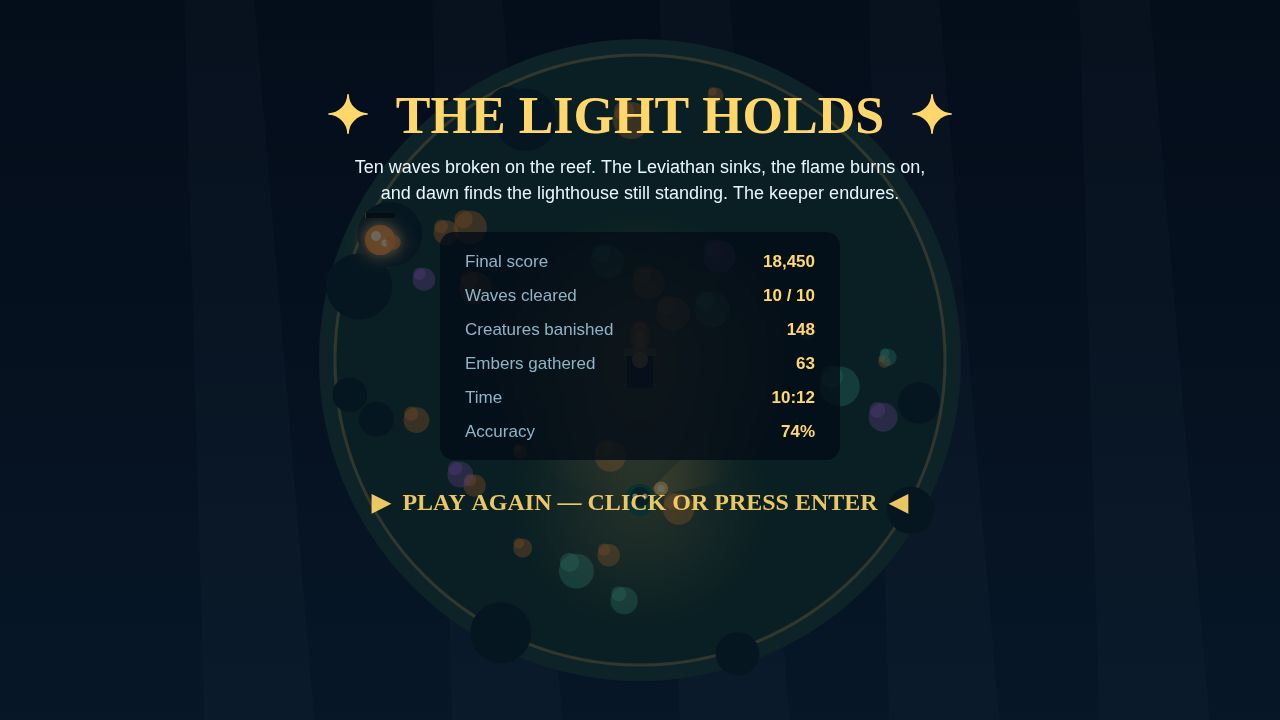 ✦ THE LIGHT HOLDS ✦
Ten waves broken on the reef. The Leviathan sinks, the flame burns on,
and dawn finds the lighthouse still standing. The keeper endures.
Final score 18,450
Waves cleared 10 / 10
Creatures banished 148
Embers gathered 63
Time 10:12
Accuracy 74%
▶ PLAY AGAIN — CLICK OR PRESS ENTER ◀